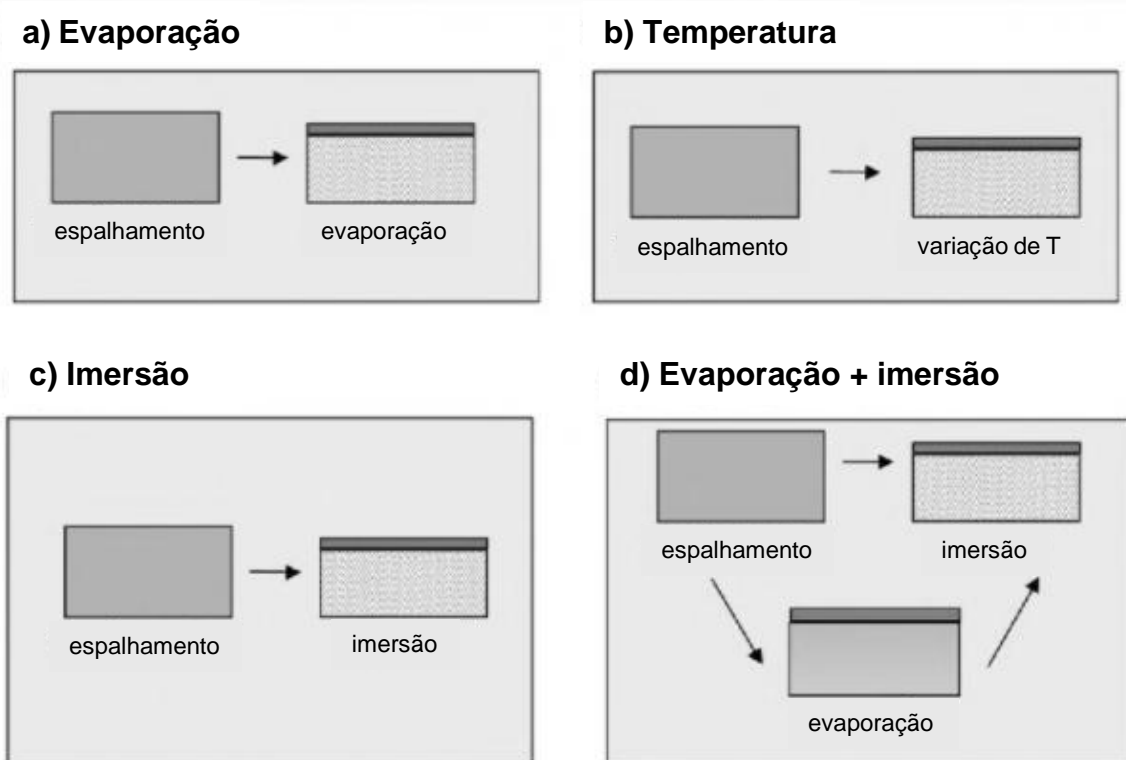 a) Evaporação
espalhamento
evaporação
b) Temperatura
espalhamento
variação de T
c) Imersão
espalhamento
imersão
d) Evaporação + imersão
espalhamento
imersão
evaporação